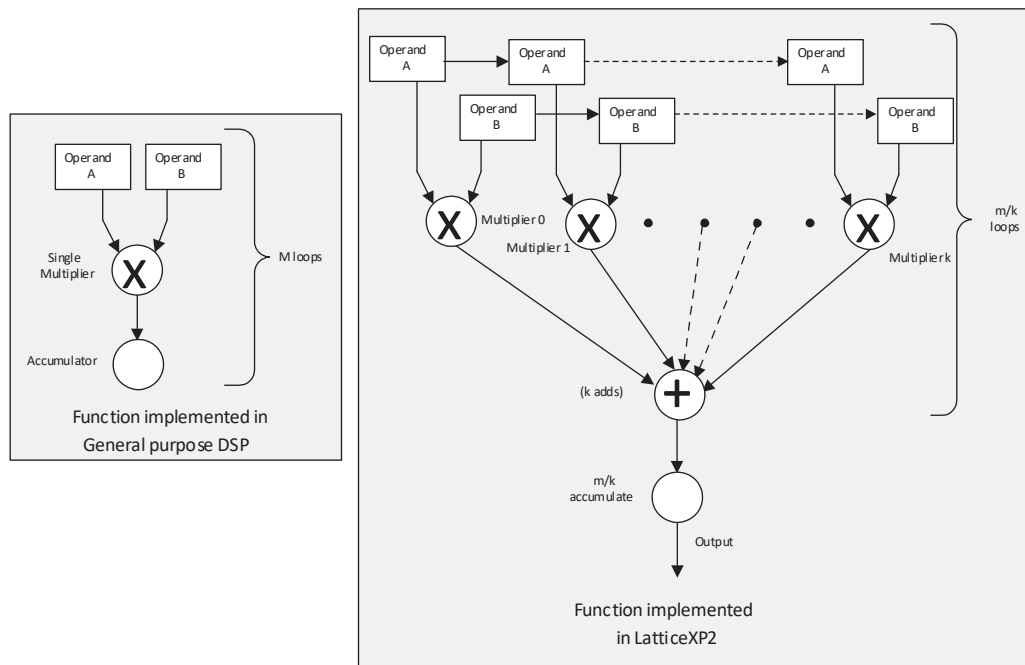 Operand
A
Operand
B
Single
Multiplier
X
M loops
Accumulator
Function implemented in
General purpose DSP
Operand
A
Operand
A
Operand
A
Operand
B
Operand
B
Operand
B
X
Multiplier 0
X
Multiplier 1
X
Multiplier k
m/k
loops
(k adds)
+
m/k
accumulate
Output
Function implemented
in LatticeXP2